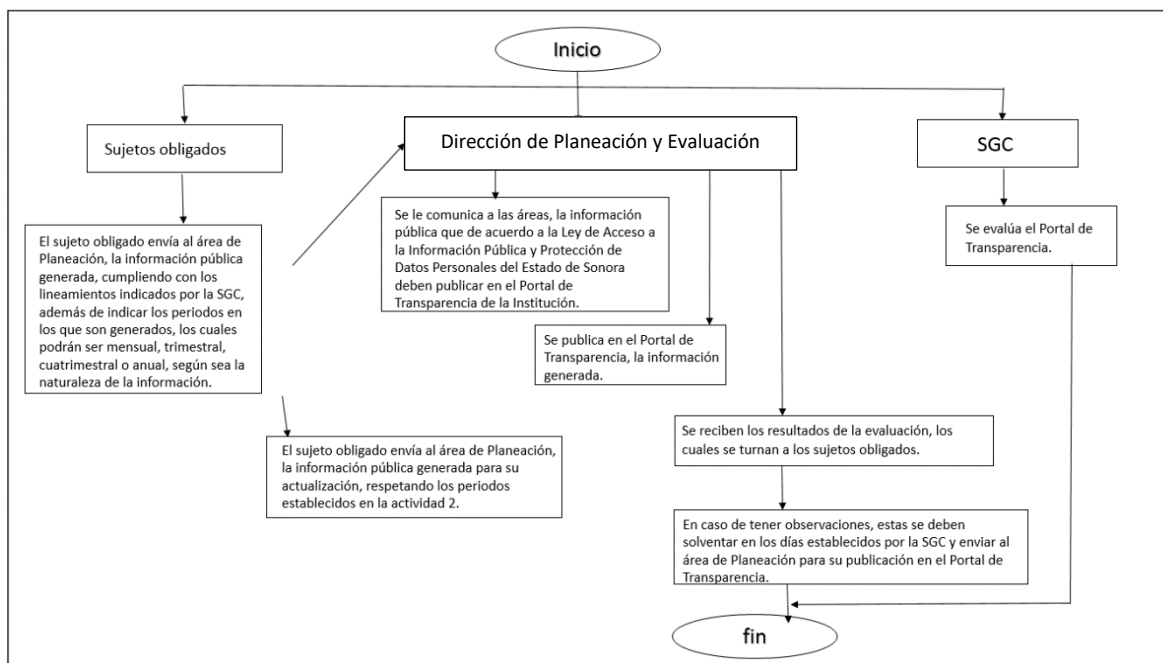 Inicio
Sujetos obligados
Dirección de Planeación y Evaluación
SGC
El sujeto obligado envía al área de
Planeación, la información pública
generada, cumpliendo con los
lineamientos indicados por la SGC,
además de indicar los periodos en
los que son generados, los cuales
podrán ser mensual, trimestral,
cuatrimestral o anual, según sea la
naturaleza de la información.
Se le comunica a las áreas, la información
pública que de acuerdo a la Ley de Acceso a
la Información Pública y Protección de
Datos Personales del Estado de Sonora
deben publicar en el Portal de
Transparencia de la Institución.
Se evalúa el Portal de
Transparencia.
Se publica en el Portal de
Transparencia, la información
generada.
El sujeto obligado envía al área de Planeación,
la información pública generada para su
actualización, respetando los periodos
establecidos en la actividad 2.
Se reciben los resultados de la evaluación, los
cuales se turnan a los sujetos obligados.
En caso de tener observaciones, estas se deben
solventar en los días establecidos por la SGC y enviar al
área de Planeación para su publicación en el Portal de
Transparencia.
fin